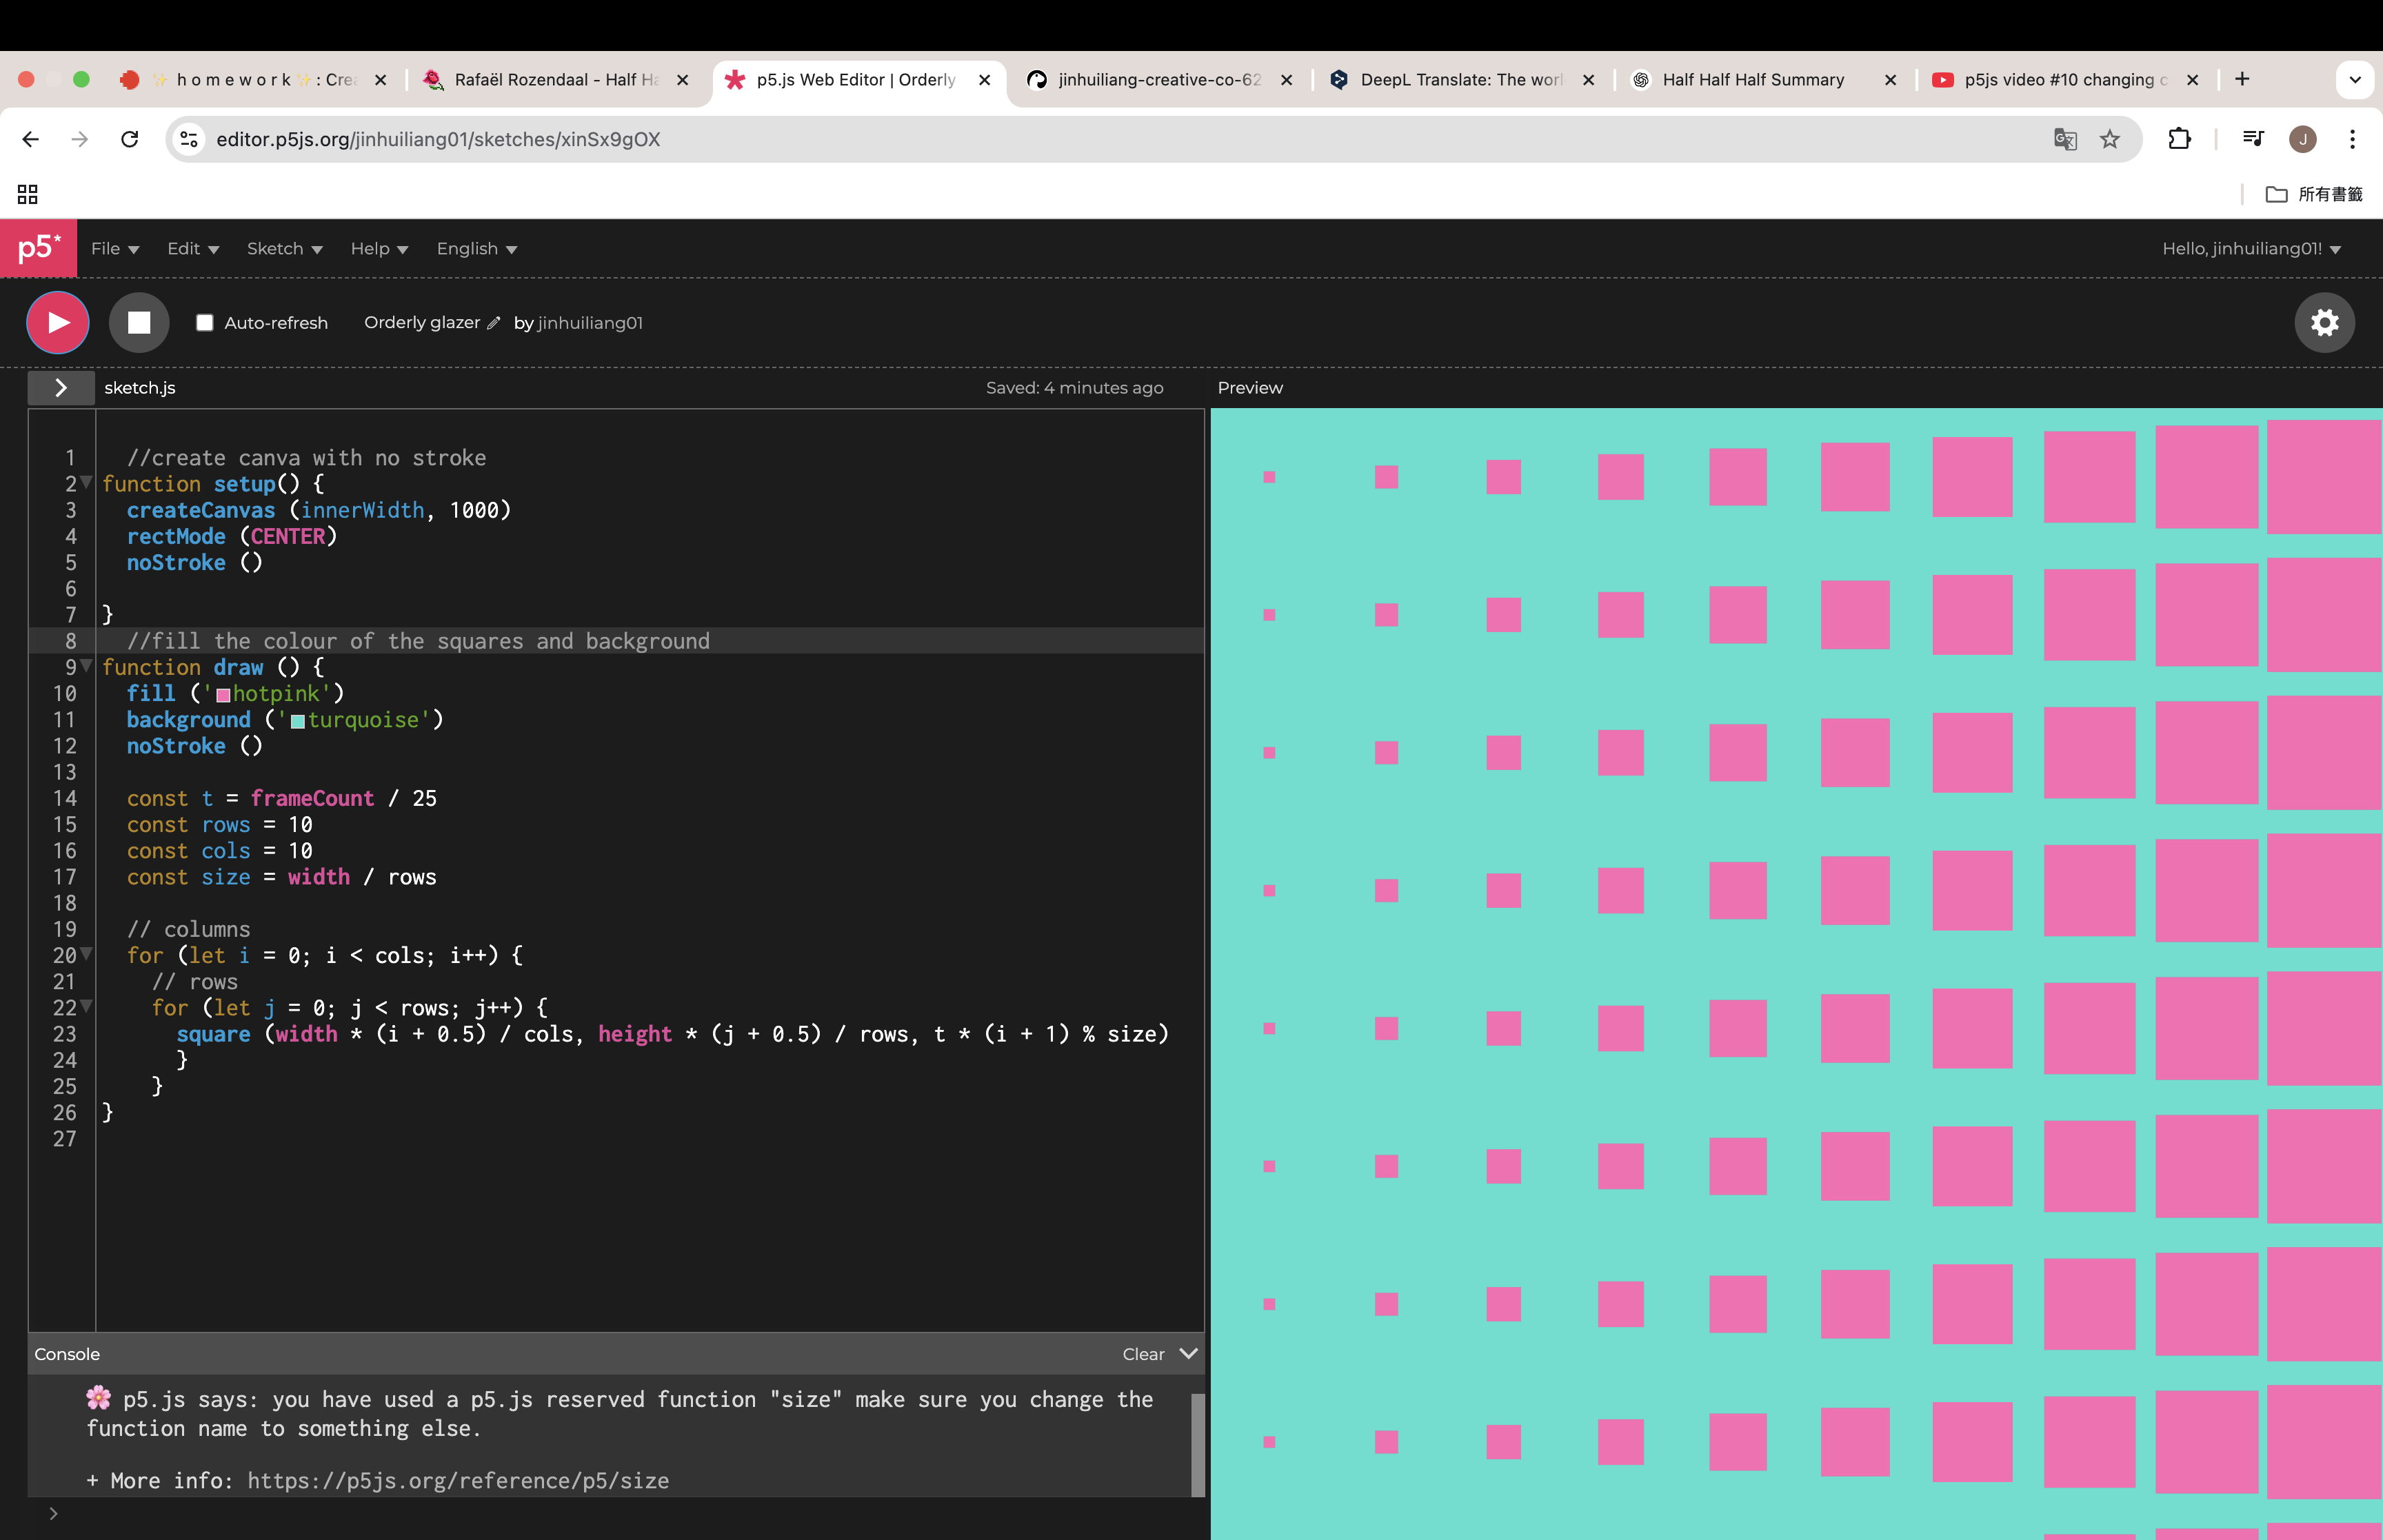 ✨ h o m e w o r k ✨ : Crea
Rafaël Rozendaal - Half Ha
p5.js Web Editor | Orderly
jinhuiliang-creative-co-62
DeepL Translate: The worl
Half Half Half Summary
p5js video #10 changing c
editor.p5js.org/jinhuiliang01/sketches/xinSx9gOX
J
所有書籤
p5*
File
Edit
Sketch
Help
English
Hello, jinhuiliang01!
Auto-refresh
Orderly glazer
by jinhuiliang01
sketch.js
Saved: 4 minutes ago
Preview
1 //create canva with no stroke
2 function setup() {
3 createCanvas (innerWidth, 1000)
4 rectMode (CENTER)
5 noStroke ()
6
7 }
8 //fill the colour of the squares and background
9 function draw () {
10 fill ('hotpink')
11 background ('turquoise')
12 noStroke ()
13
14 const t = frameCount / 25
15 const rows = 10
16 const cols = 10
17 const size = width / rows
18
19 // columns
20 for (let i = 0; i < cols; i++) {
21 // rows
22 for (let j = 0; j < rows; j++) {
23 square (width * (i + 0.5) / cols, height * (j + 0.5) / rows, t * (i + 1) % size)
24 }
25 }
26 }
27
Console
Clear
🌸 p5.js says: you have used a p5.js reserved function "size" make sure you change the
function name to something else.
+ More info: https://p5js.org/reference/p5/size
>